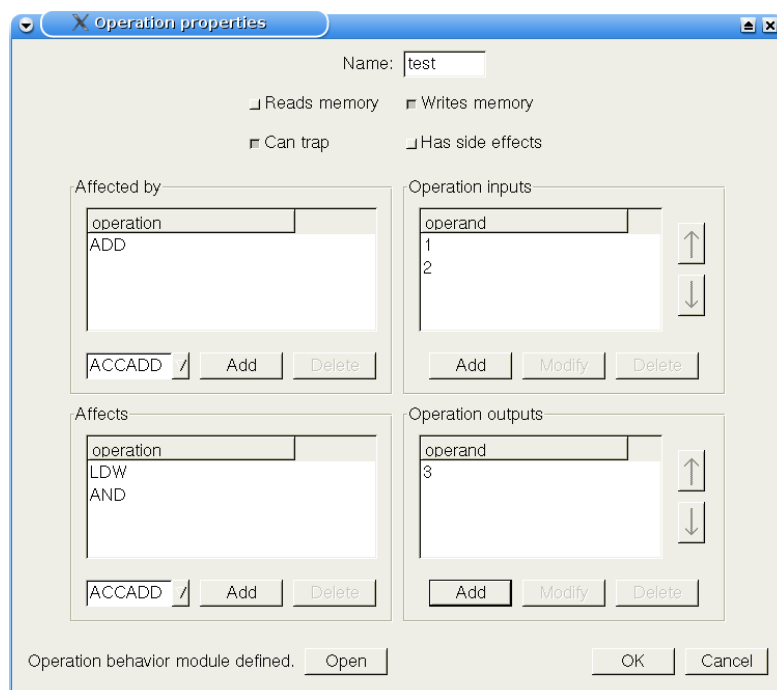 Operation properties
Name: test
Reads memory Writes memory
Can trap Has side effects
Affected by
operation
ADD
ACCADD Add Delete
Operation inputs
operand
1
2
Add Modify Delete
Affects
operation
LDW
AND
ACCADD Add Delete
Operation outputs
operand
3
Add Modify Delete
Operation behavior module defined. Open
OK Cancel